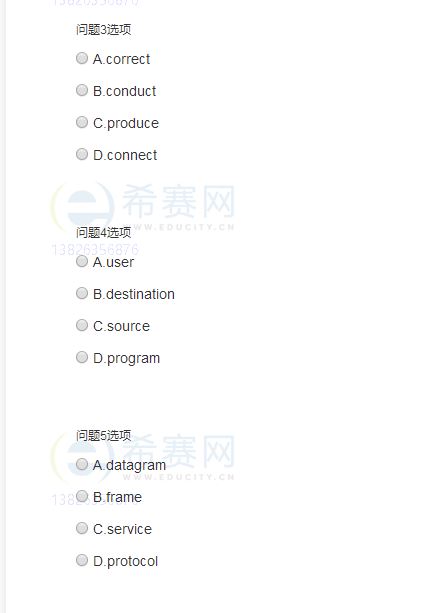 13826356876
问题3选项
A.correct
B.conduct
C.produce
D.connect
希赛网
WWW.EDUCITY.CN
问题4选项
13826356876
A.user
B.destination
C.source
D.program
希赛网
问题5选项
A.datagram
WWW.EDUCITY.CN
13826356876
B.frame
C.service
D.protocol